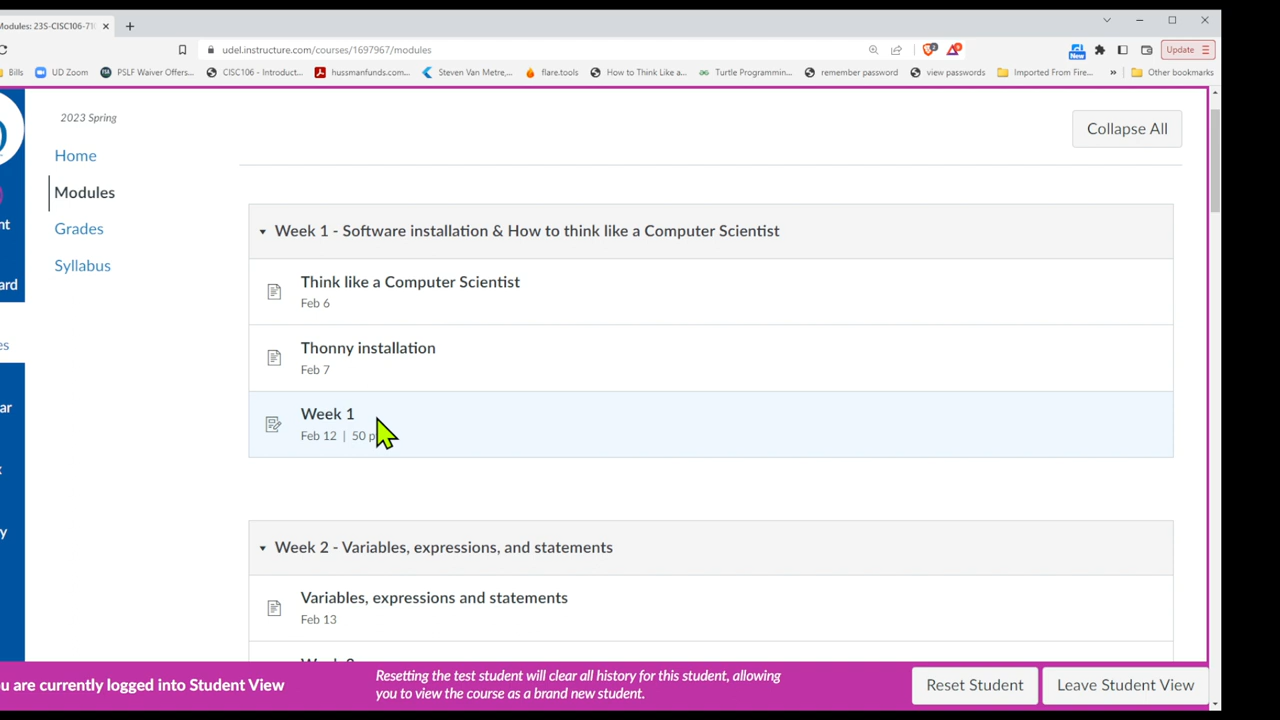 Modules: 23S-CISC106-71
udel.instructure.com/courses/1697967/modules
Update
Bills
UD Zoom
PSLF Waiver Offers...
CISC106 - Introduct...
hussmanfunds.com...
Steven Van Metre,...
flare.tools
How to Think Like a...
Turtle Programmin...
remember password
view passwords
Imported From Fire...
»
Other bookmarks
New
2023 Spring
Collapse All
Home
Modules
Grades
Syllabus
Week 1 - Software installation & How to think like a Computer Scientist
Think like a Computer Scientist
Feb 6
Thonny installation
Feb 7
Week 1
Feb 12 | 50 p
Week 2 - Variables, expressions, and statements
Variables, expressions and statements
Feb 13
u are currently logged into Student View
Resetting the test student will clear all history for this student, allowing
you to view the course as a brand new student.
Reset Student
Leave Student View